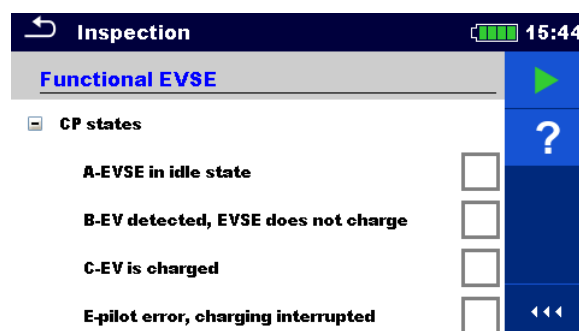 Inspection 15:44
Functional EVSE
CP states
?
A-EVSE in idle state
B-EV detected, EVSE does not charge
C-EV is charged
E-pilot error, charging interrupted